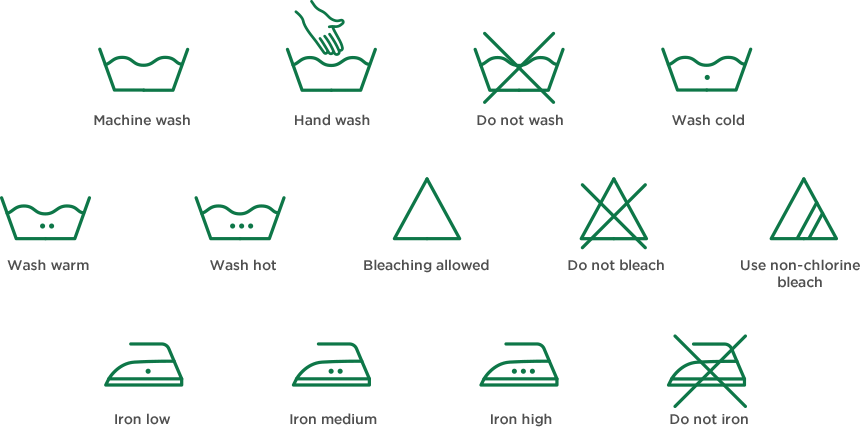 Machine wash
Hand wash
Do not wash
Wash cold
Wash warm
Wash hot
Bleaching allowed
Do not bleach
Use non-chlorine
bleach
Iron low
Iron medium
Iron high
Do not iron